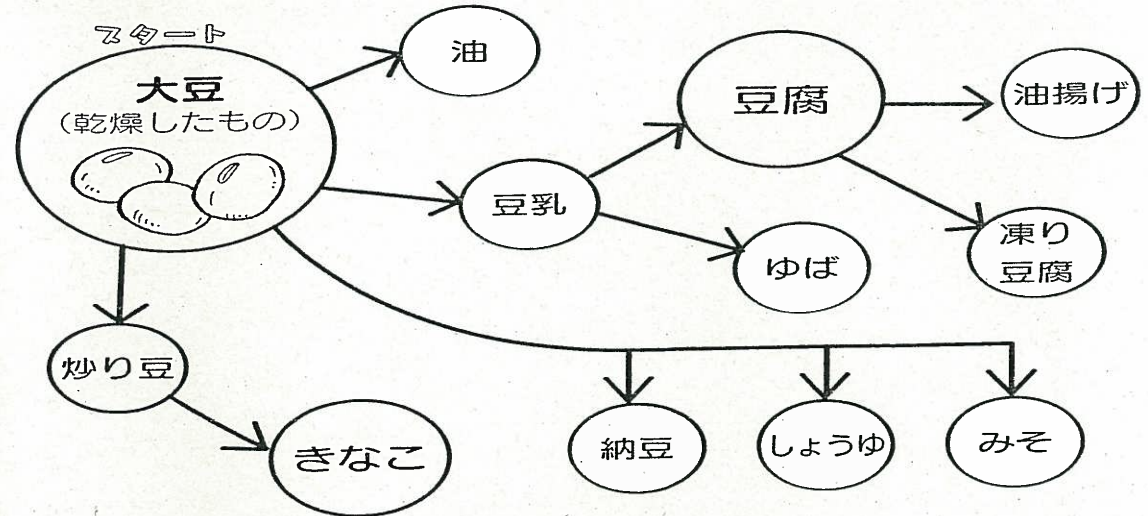 スタート
大豆
(乾燥したもの)
油
豆腐
油揚げ
豆乳
凍り
豆腐
ゆば
炒り豆
きなこ
納豆
しょうゆ
みそ